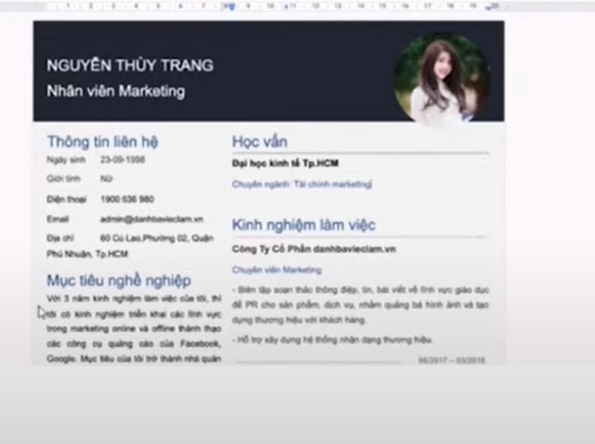 NGUYỄN THÙY TRANG
Nhân viên Marketing
Thông tin liên hệ
Ngày sinh 23-09-1998
Giới tính Nữ
Điện thoại 1900 636 980
Email admin@danhbavieclam.vn
Địa chỉ 60 Cù Lao,Phường 02, Quận
Phú Nhuận, Tp.HCM
Mục tiêu nghề nghiệp
Với 3 năm kinh nghiệm làm việc của tôi, thì
tôi có kinh nghiệm triển khai các lĩnh vực
trong marketing online và offline thành thạo
các công cụ quảng cáo của Facebook,
Google. Mục tiêu của tôi trở thành nhà quản
Học vấn
Đại học kinh tế Tp.HCM
Chuyên ngành: Tài chính marketing
Kinh nghiệm làm việc
Công Ty Cổ Phần danhbavieclam.vn
Chuyên viên Marketing
- Biên tập soạn thảo thông điệp, tin, bài viết về lĩnh vực giáo dục
để PR cho sản phẩm, dịch vụ, nhằm quảng bá hình ảnh và tạo
dựng thương hiệu với khách hàng.
- Hỗ trợ xây dựng hệ thống nhận dạng thương hiệu.